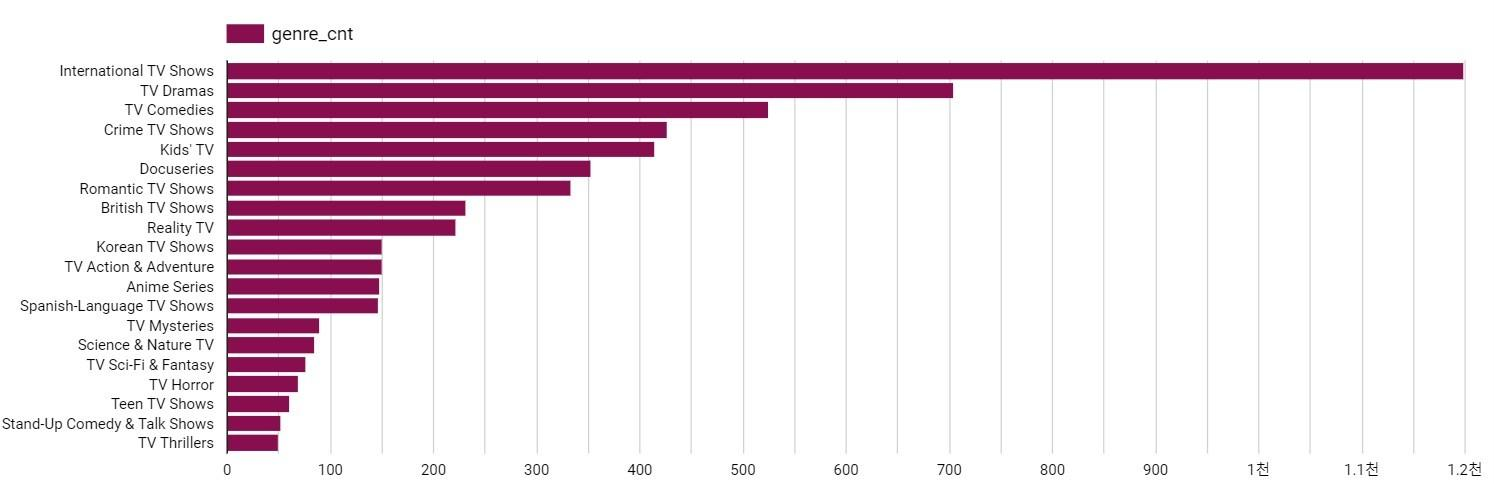 genre_cnt
International TV Shows
TV Dramas
TV Comedies
Crime TV Shows
Kids' TV
Docuseries
Romantic TV Shows
British TV Shows
Reality TV
Korean TV Shows
TV Action & Adventure
Anime Series
Spanish-Language TV Shows
TV Mysteries
Science & Nature TV
TV Sci-Fi & Fantasy
TV Horror
Teen TV Shows
Stand-Up Comedy & Talk Shows
TV Thrillers
0 100 200 300 400 500 600 700 800 900 1천 1.1천 1.2천